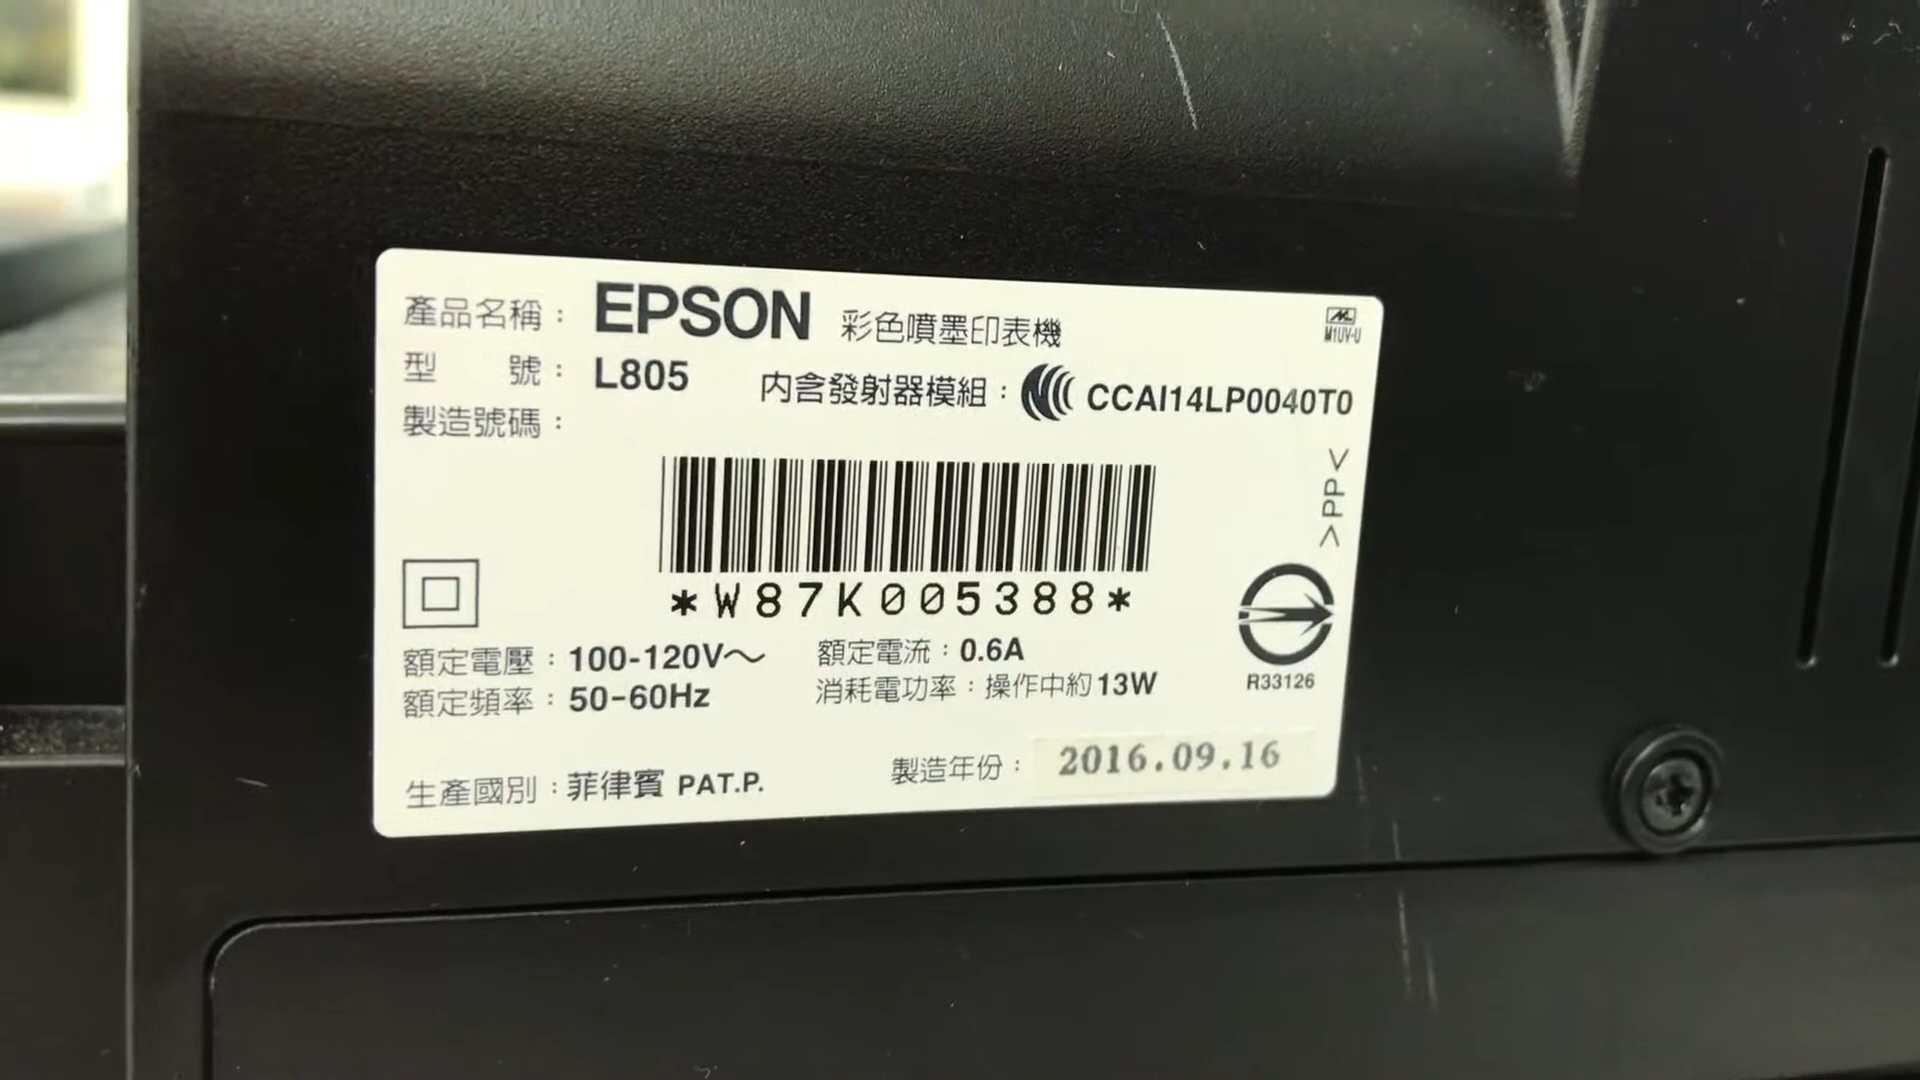 產品名稱： EPSON 彩色噴墨印表機
M1UV-U
型 號： L805 內含發射器模組： CCAI14LP0040T0
製造號碼：
>PP<
*W87K005388*
額定電壓：100-120V～ 額定電流：0.6A
額定頻率：50-60Hz 消耗電功率：操作中約13W
R33126
生產國別：菲律賓 PAT.P. 製造年份： 2016.09.16